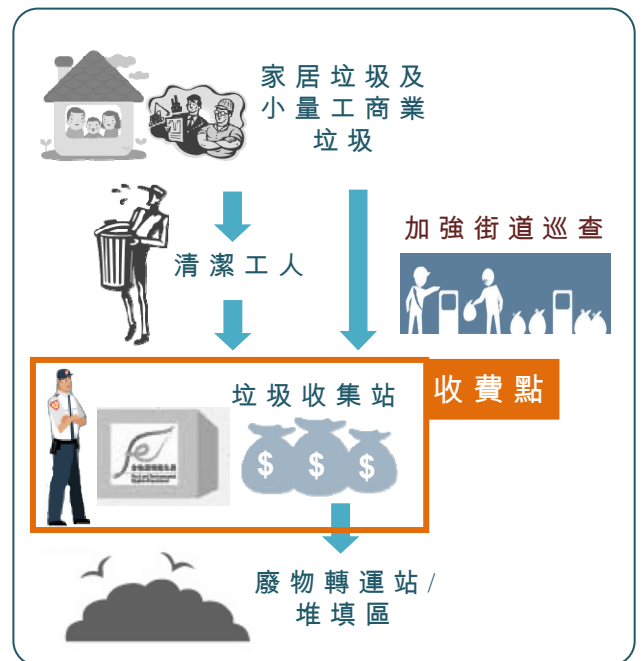 家居垃圾及
小量工商業
垃圾
加強街道巡查
清潔工人
垃圾收集站
收費點
$ $ $
廢物轉運站/
堆填區